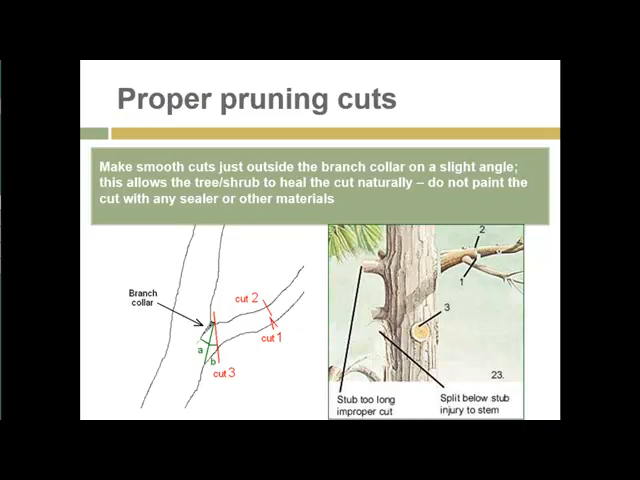 Proper pruning cuts
Make smooth cuts just outside the branch collar on a slight angle;
this allows the tree/shrub to heal the cut naturally – do not paint the
cut with any sealer or other materials
Branch
collar
cut 2
cut 1
a
b
cut 3
2
1
3
23.
Stub too long
improper cut
Split below stub
injury to stem